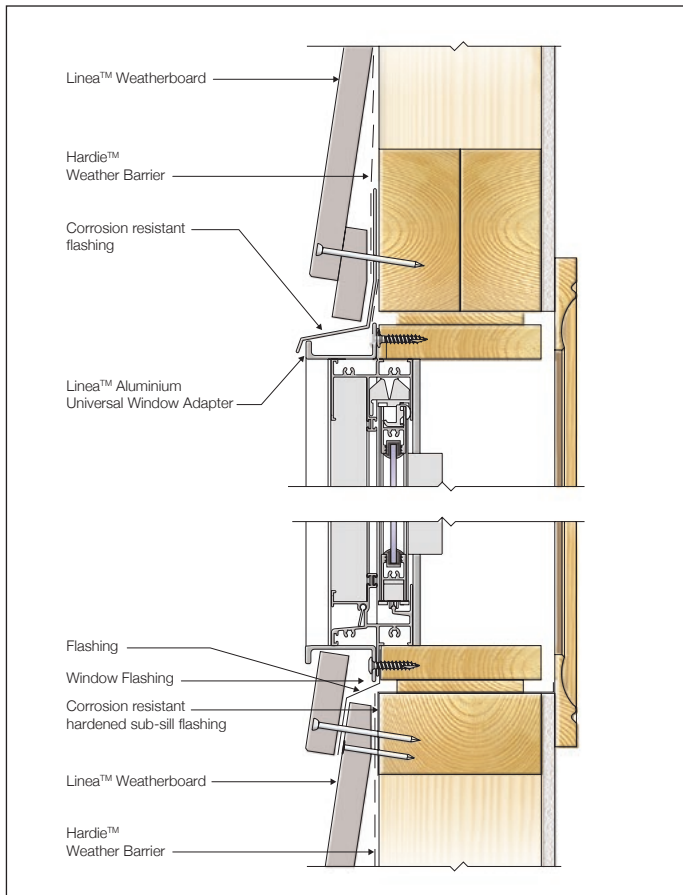 Linea™ Weatherboard
Hardie™
Weather Barrier
Corrosion resistant
flashing
Linea™ Aluminium
Universal Window Adapter
Flashing
Window Flashing
Corrosion resistant
hardened sub-sill flashing
Linea™ Weatherboard
Hardie™
Weather Barrier